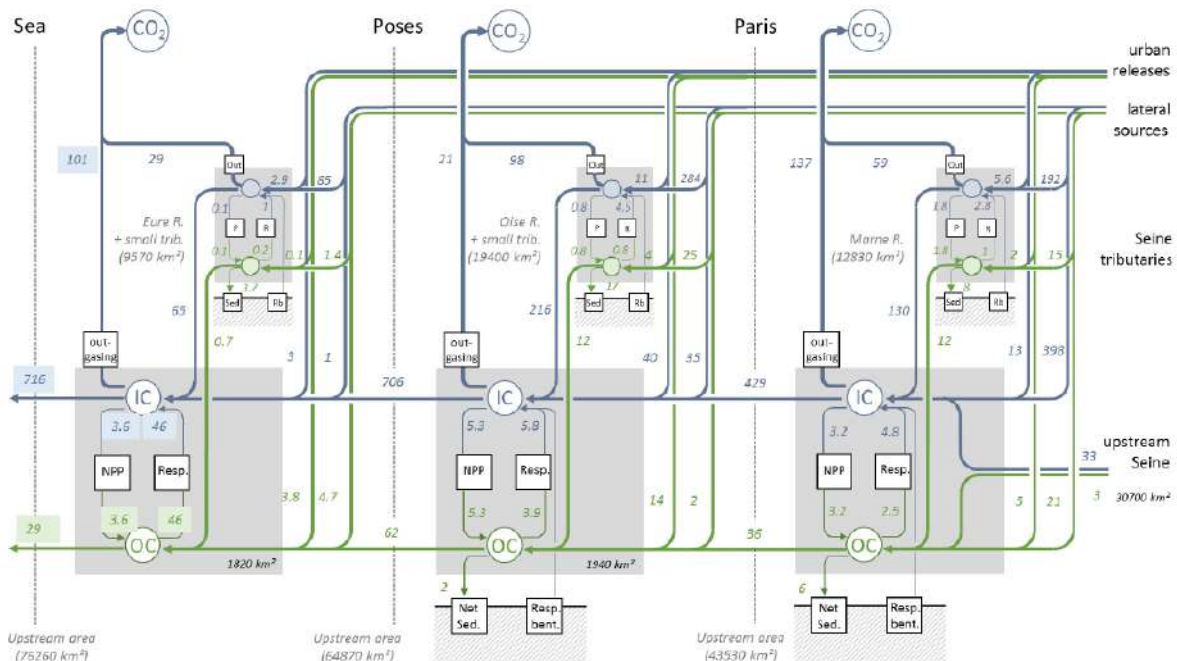 Sea
Poses
Paris
CO2
CO2
CO2
urban
releases
lateral
sources
101
29
21
98
137
59
Out
Out
Out
2.9
65
11
284
5.6
192
0.1
1
0.8
4.5
1.8
2.8
P
R
P
R
P
R
Eure R.
+ small trib.
(9570 km²)
Oise R.
+ small trib.
(19400 km²)
Marne R.
(12830 km²)
Seine
tributaries
0.1
0.2
0.1
1.4
0.8
0.8
4
25
1.8
1
2
15
3.7
17
8
Sed
Rb
Sed
Rb
Sed
Rb
65
216
130
0.7
12
12
out-
gasing
out-
gasing
out-
gasing
3
1
40
35
13
398
716
IC
706
IC
429
IC
3.6
46
5.3
5.8
3.2
4.8
upstream
Seine
33
3
30700 km²
NPP
Resp.
NPP
Resp.
NPP
Resp.
3.8
4.7
14
2
5
21
3.6
46
5.3
3.9
3.2
2.5
29
OC
62
OC
36
OC
1820 km²
1940 km²
2
6
Net
Sed.
Resp.
bent.
Net
Sed.
Resp.
bent.
Upstream area
(76260 km²)
Upstream area
(64870 km²)
Upstream area
(43530 km²)